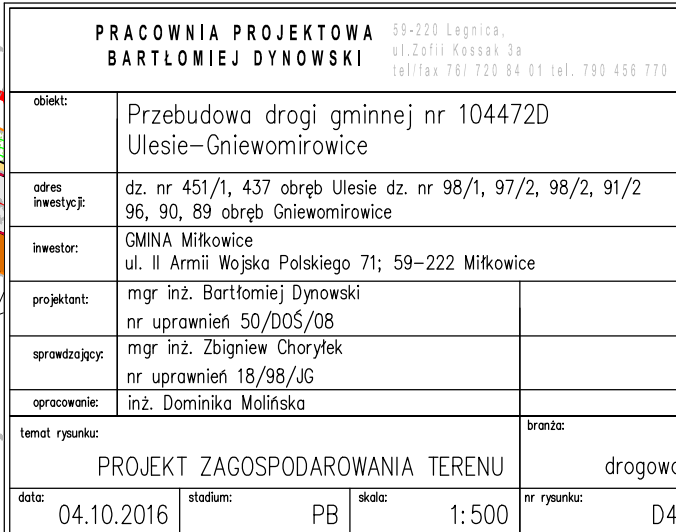 PRACOWNIA PROJEKTOWA
BARTŁOMIEJ DYNOWSKI
59-220 Legnica,
ul.Zofii Kossak 3a
tel/fax 76/ 720 84 01 tel. 790 456 770
obiekt:
Przebudowa drogi gminnej nr 104472D
Ulesie-Gniewomirowice
adres
inwestycji:
dz. nr 451/1, 437 obręb Ulesie dz. nr 98/1, 97/2, 98/2, 91/2
96, 90, 89 obręb Gniewomirowice
inwestor:
GMINA Miłkowice
ul. II Armii Wojska Polskiego 71; 59-222 Miłkowice
projektant:
mgr inż. Bartłomiej Dynowski
nr uprawnień 50/DOŚ/08
sprawdzający:
mgr inż. Zbigniew Choryłek
nr uprawnień 18/98/JG
opracowanie:
inż. Dominika Molińska
temat rysunku:
PROJEKT ZAGOSPODAROWANIA TERENU
branża:
drogowa
data:
04.10.2016
stadium:
PB
skala:
1:500
nr rysunku:
D4